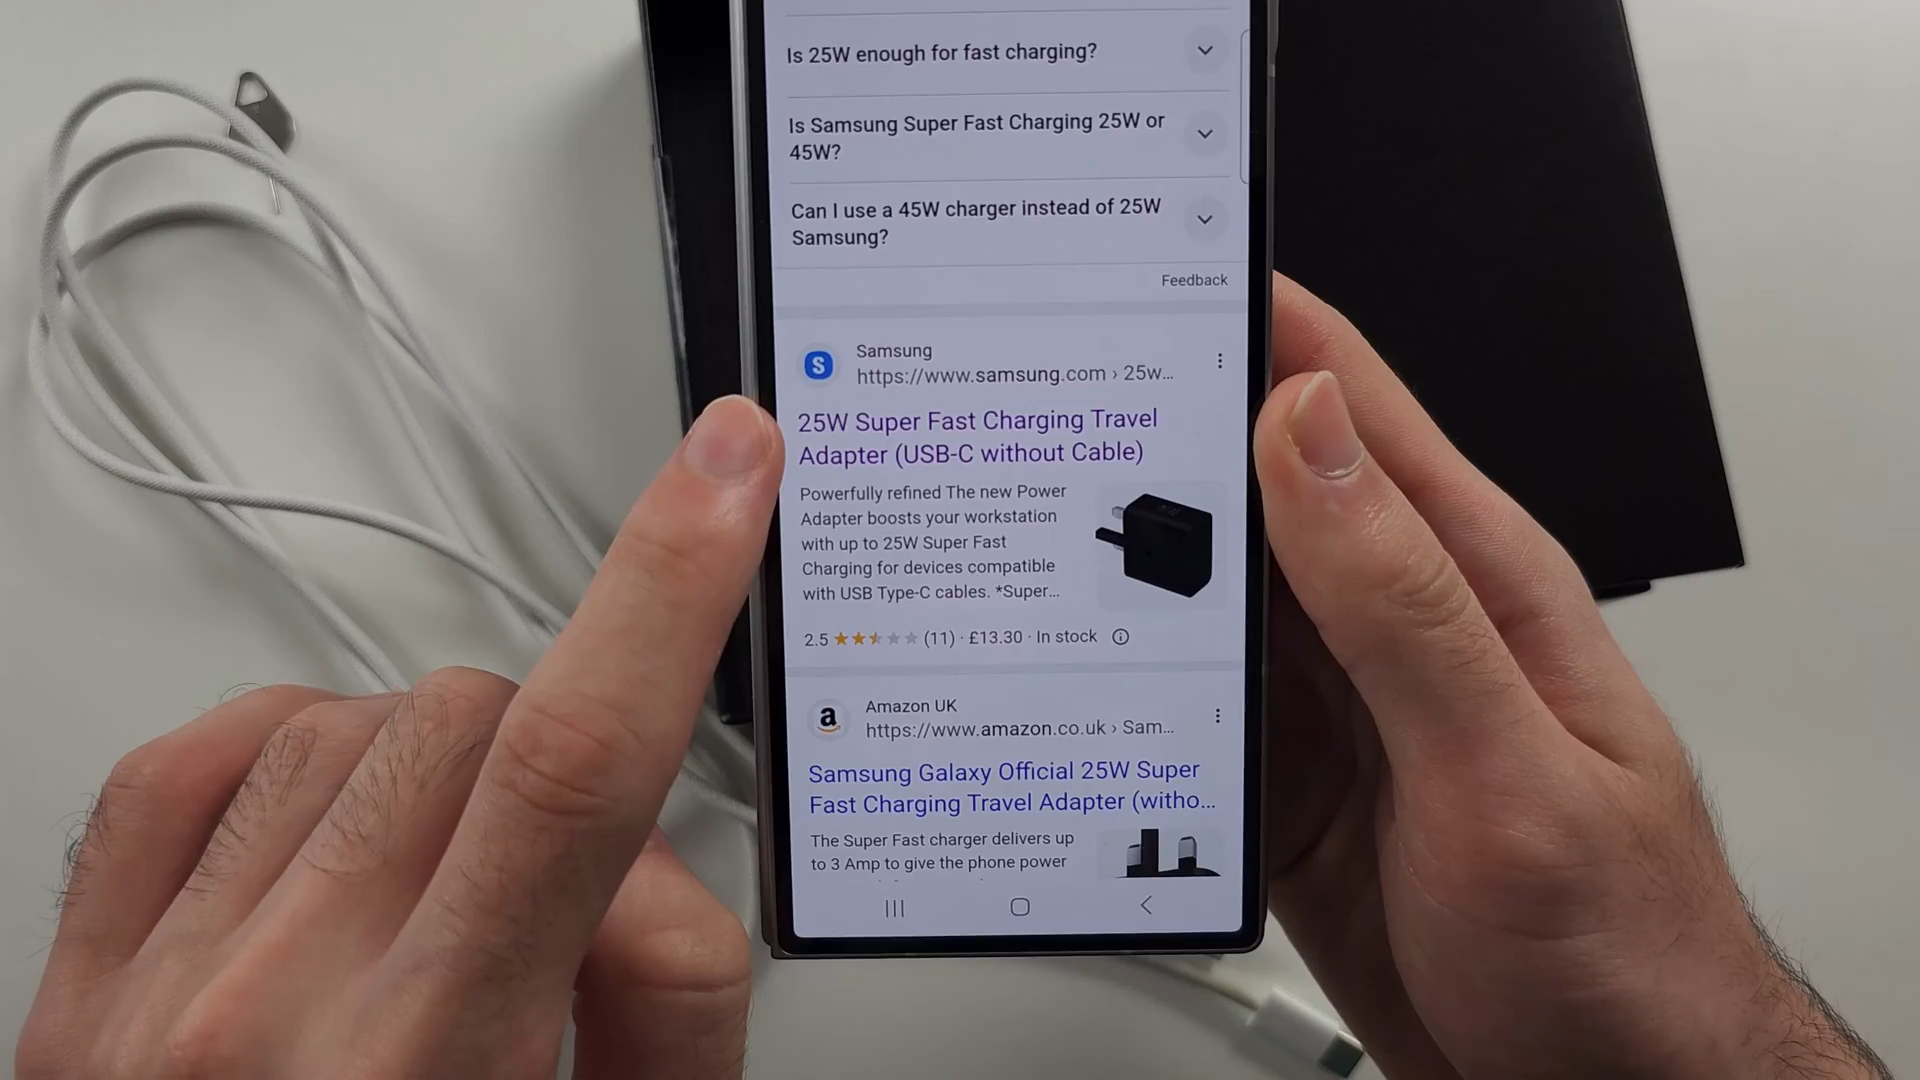 Is 25W enough for fast charging?
Is Samsung Super Fast Charging 25W or
45W?
Can I use a 45W charger instead of 25W
Samsung?
Feedback
S
Samsung
https://www.samsung.com › 25w...
25W Super Fast Charging Travel
Adapter (USB-C without Cable)
Powerfully refined The new Power
Adapter boosts your workstation
with up to 25W Super Fast
Charging for devices compatible
with USB Type-C cables. *Super...
2.5 (11) · £13.30 · In stock
a
Amazon UK
https://www.amazon.co.uk › Sam...
Samsung Galaxy Official 25W Super
Fast Charging Travel Adapter (witho...
The Super Fast charger delivers up
to 3 Amp to give the phone power